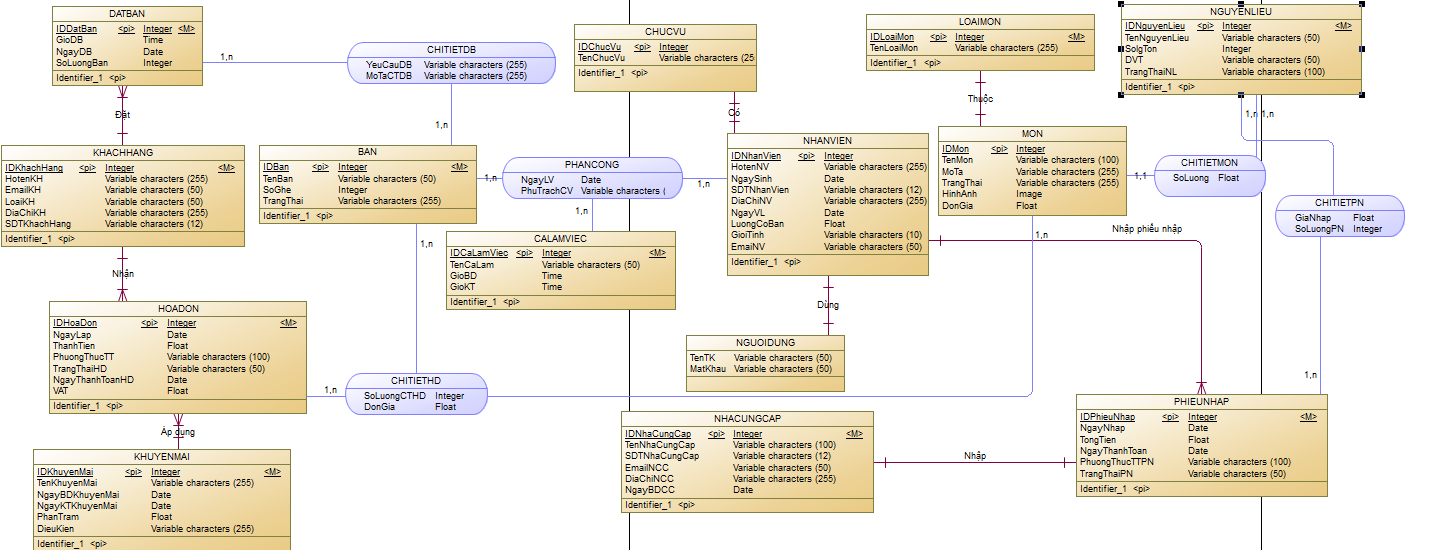 DATBAN
IDDatBan <pi> Integer <M>
GioDB Time
NgayDB Date
SoLuongBan Integer
Identifier_1 <pi>
1,n
CHITIETDB
YeuCauDB Variable characters (255)
MoTaCTDB Variable characters (255)
1,n
CHUCVU
IDChucVu <pi> Integer
TenChucVu Variable characters (25
Identifier_1 <pi>
LOAIMON
IDLoaiMon <pi> Integer <M>
TenLoaiMon Variable characters (255)
Identifier_1 <pi>
NGUYENLIEU
IDNguyenLieu <pi> Integer <M>
TenNguyenLieu Variable characters (50)
SolgTon Integer
DVT Variable characters (50)
TrangThaiNL Variable characters (100)
Identifier_1 <pi>
Đặt
Có
Thuộc
1,n
1,n
KHACHHANG
IDKhachHang <pi> Integer <M>
HotenKH Variable characters (255)
EmailKH Variable characters (50)
LoaiKH Variable characters (50)
DiaChiKH Variable characters (255)
SDTKhachHang Variable characters (12)
Identifier_1 <pi>
BAN
IDBan <pi> Integer <M>
TenBan Variable characters (50)
SoGhe Integer
TrangThai Variable characters (255)
Identifier_1 <pi>
1,n
PHANCONG
NgayLV Date
PhuTrachCV Variable characters (
1,n
1,n
NHANVIEN
IDNhanVien <pi> Integer
HotenNV Variable characters (255)
NgaySinh Date
SDTNhanVien Variable characters (12)
DiaChiNV Variable characters (255)
NgayVL Date
LuongCoBan Float
GioiTinh Variable characters (10)
EmaiNV Variable characters (50)
Identifier_1 <pi>
MON
IDMon <pi> Integer <M>
TenMon Variable characters (100)
MoTa Variable characters (255)
TrangThai Variable characters (255)
HinhAnh Image
DonGia Float
1,1
CHITIETMON
SoLuong Float
CHITIETPN
GiaNhap Float
SoLuongPN Integer
1,n
CALAMVIEC
IDCaLamViec <pi> Integer <M>
TenCaLam Variable characters (50)
GioBD Time
GioKT Time
Identifier_1 <pi>
1,n
Nhập phiếu nhập
Nhận
HOADON
IDHoaDon <pi> Integer <M>
NgayLap Date
ThanhTien Float
PhuongThucTT Variable characters (100)
TrangThaiHD Variable characters (50)
NgayThanhToanHD Date
VAT Float
Identifier_1 <pi>
Dùng
NGUOIDUNG
TenTK Variable characters (50)
MatKhau Variable characters (50)
1,n
CHITIETHD
SoLuongCTHD Integer
DonGia Float
1,n
PHIEUNHAP
IDPhieuNhap <pi> Integer <M>
NgayNhap Date
TongTien Float
NgayThanhToan Date
PhuongThucTTPN Variable characters (100)
TrangThaiPN Variable characters (50)
Identifier_1 <pi>
Áp dụng
NHACUNGCAP
IDNhaCungCap <pi> Integer <M>
TenNhaCungCap Variable characters (100)
SDTNhaCungCap Variable characters (12)
EmailNCC Variable characters (50)
DiaChiNCC Variable characters (255)
NgayBDCC Date
Identifier_1 <pi>
Nhập
KHUYENMAI
IDKhuyenMai <pi> Integer <M>
TenKhuyenMai Variable characters (255)
NgayBDKhuyenMai Date
NgayKTKhuyenMai Date
PhanTram Float
DieuKien Variable characters (255)
Identifier_1 <pi>